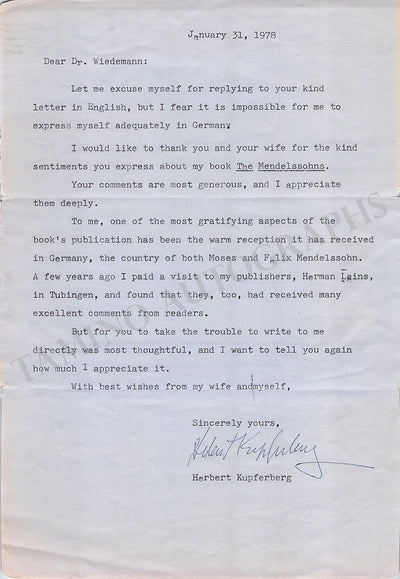 January 31, 1978
Dear Dr. Wiedemann:
Let me excuse myself for replying to your kind
letter in English, but I fear it is impossible for me to
express myself adequately in German.
I would like to thank you and your wife for the kind
sentiments you express about my book The Mendelssohns.
Your comments are most generous, and I appreciate
them deeply.
To me, one of the most gratifying aspects of the
book's publication has been the warm reception it has received
in Germany, the country of both Moses and Felix Mendelssohn.
A few years ago I paid a visit to my publishers, Herman
in Tubingen, and found that they, too, had received many
excellent comments from readers.
But for you to take the trouble to write to me
directly was most thoughtful, and I want to tell you again
how much I appreciate it.
With best wishes from my wife and/myself,
Sincerely yours,
Herbert Kupferberg
Herbert Kupferberg
TAMINO AUTOGRAPHS